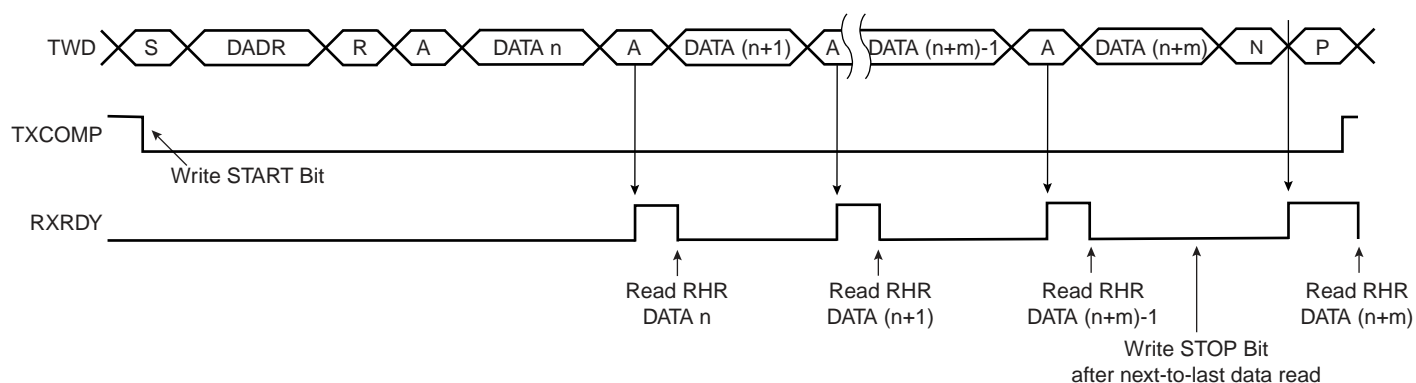 TWD S DADR R A DATA n A DATA (n+1) A DATA (n+m)-1 A DATA (n+m) N P
TXCOMP
Write START Bit
RXRDY
Read RHR Read RHR Read RHR Read RHR
DATA n DATA (n+1) DATA (n+m)-1 DATA (n+m)
Write STOP Bit
after next-to-last data read